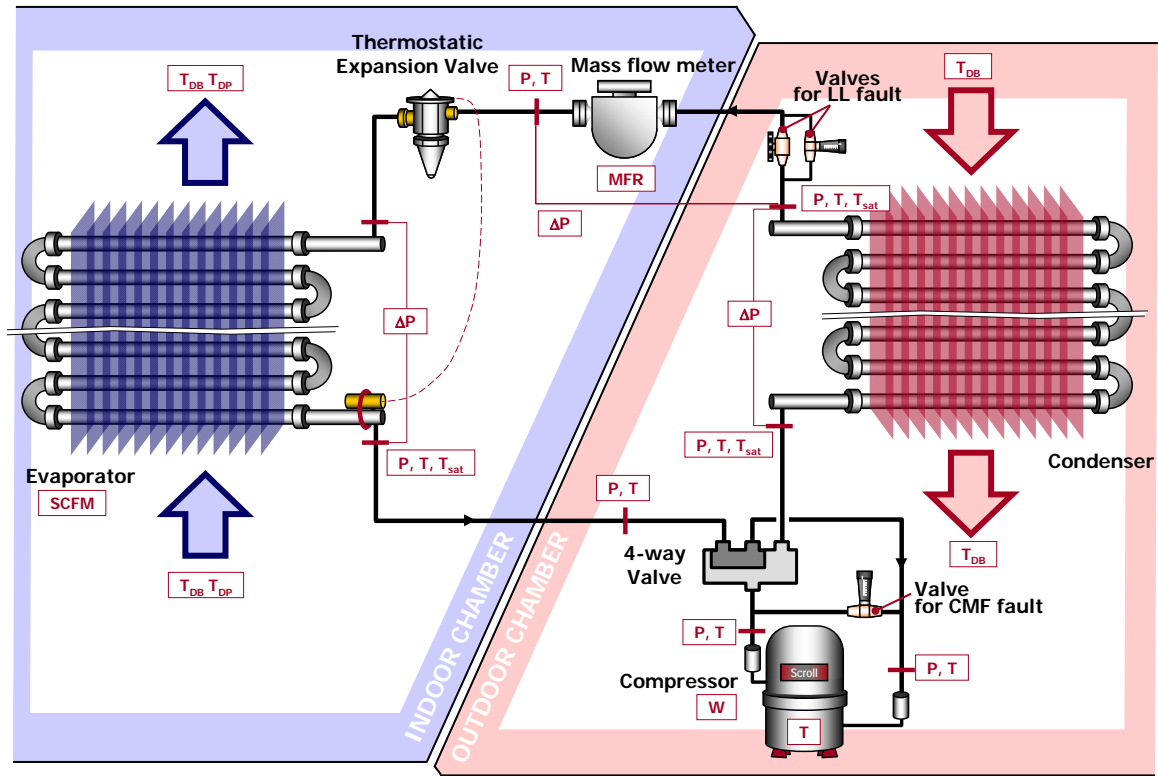 Thermostatic
Expansion Valve
P, T
Mass flow meter
Valves
for LL fault
T_DB
T_DB T_DP
MFR
ΔP
P, T, T_sat
ΔP
ΔP
P, T, T_sat
P, T, T_sat
Evaporator
SCFM
Condenser
P, T
T_DB T_DP
4-way
Valve
T_DB
Valve
for CMF fault
P, T
P, T
Compressor
W
Scroll
T
INDOOR CHAMBER
OUTDOOR CHAMBER